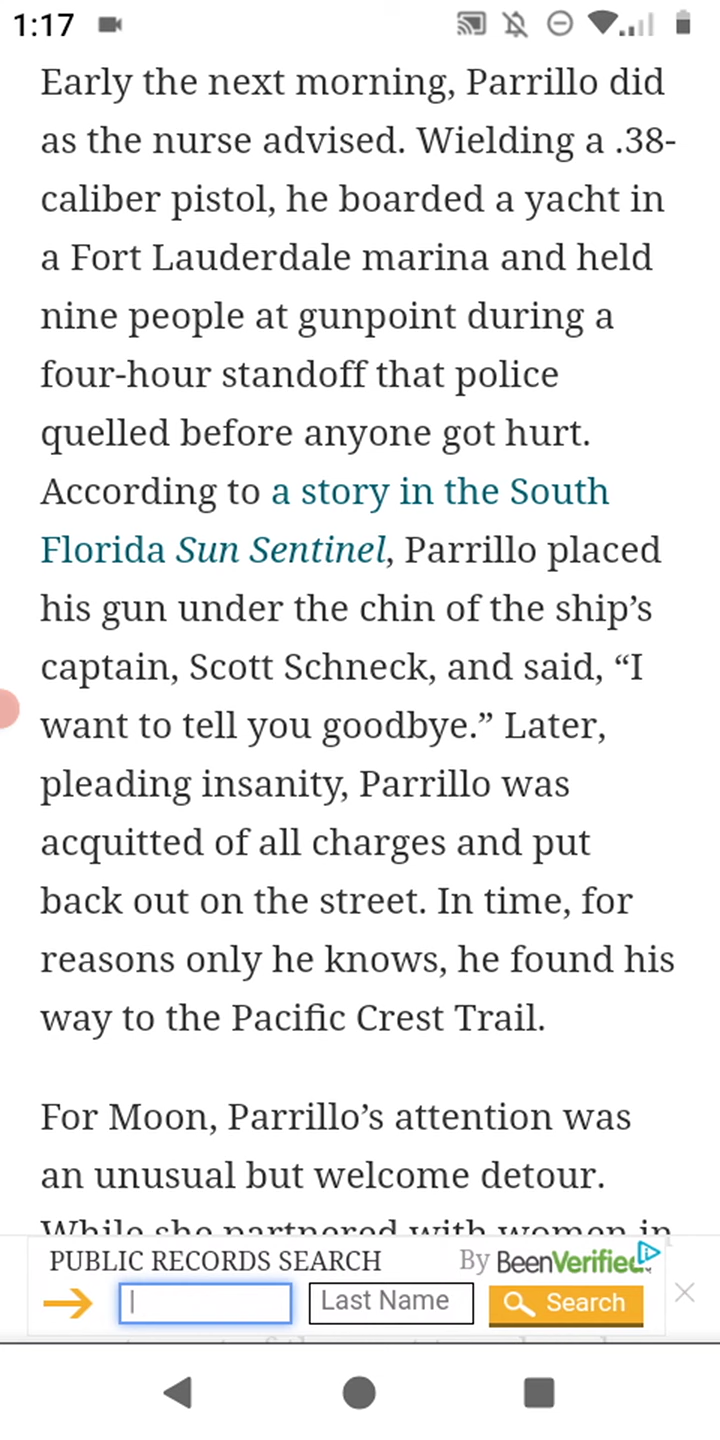 1:17
Early the next morning, Parrillo did
as the nurse advised. Wielding a .38-
caliber pistol, he boarded a yacht in
a Fort Lauderdale marina and held
nine people at gunpoint during a
four-hour standoff that police
quelled before anyone got hurt.
According to a story in the South
Florida Sun Sentinel, Parrillo placed
his gun under the chin of the ship’s
captain, Scott Schneck, and said, “I
want to tell you goodbye.” Later,
pleading insanity, Parrillo was
acquitted of all charges and put
back out on the street. In time, for
reasons only he knows, he found his
way to the Pacific Crest Trail.
For Moon, Parrillo’s attention was
an unusual but welcome detour.
While she partnered with women in
PUBLIC RECORDS SEARCH By BeenVerified
Last Name Search